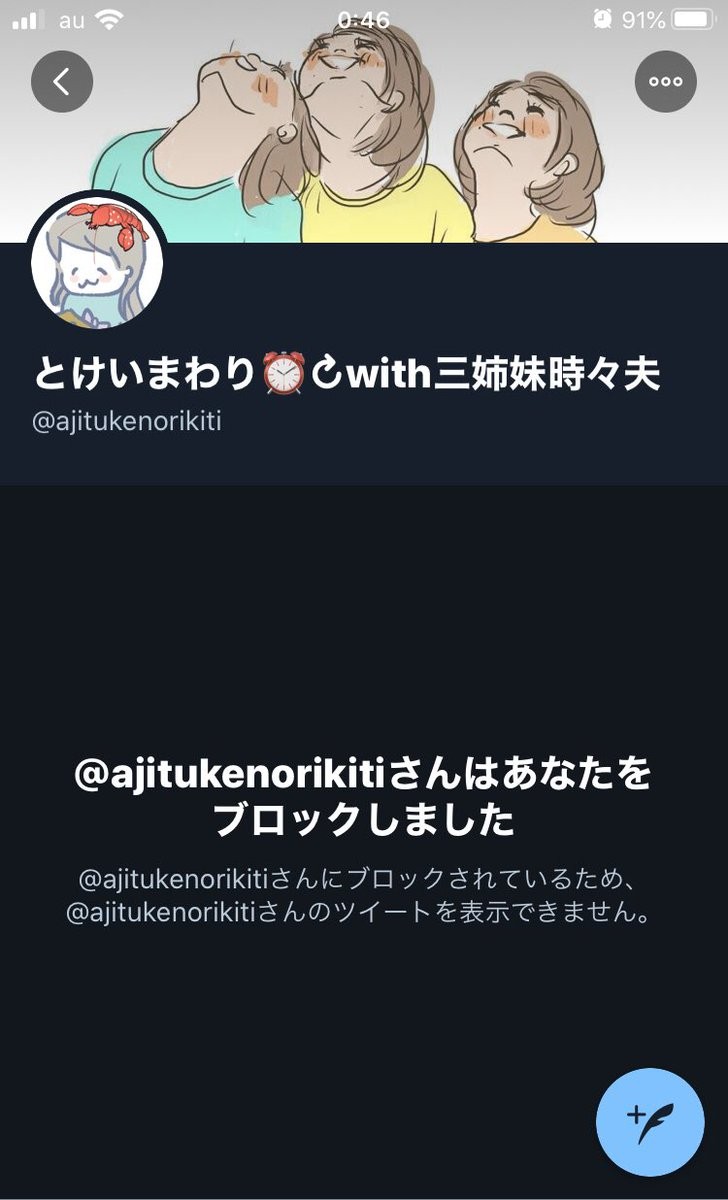 au 0:46 91%
とけいまわり⏰↻with三姉妹時々夫
@ajitukenorikiti
@ajitukenorikitiさんはあなたを
ブロックしました
@ajitukenorikitiさんにブロックされているため、
@ajitukenorikitiさんのツイートを表示できません。